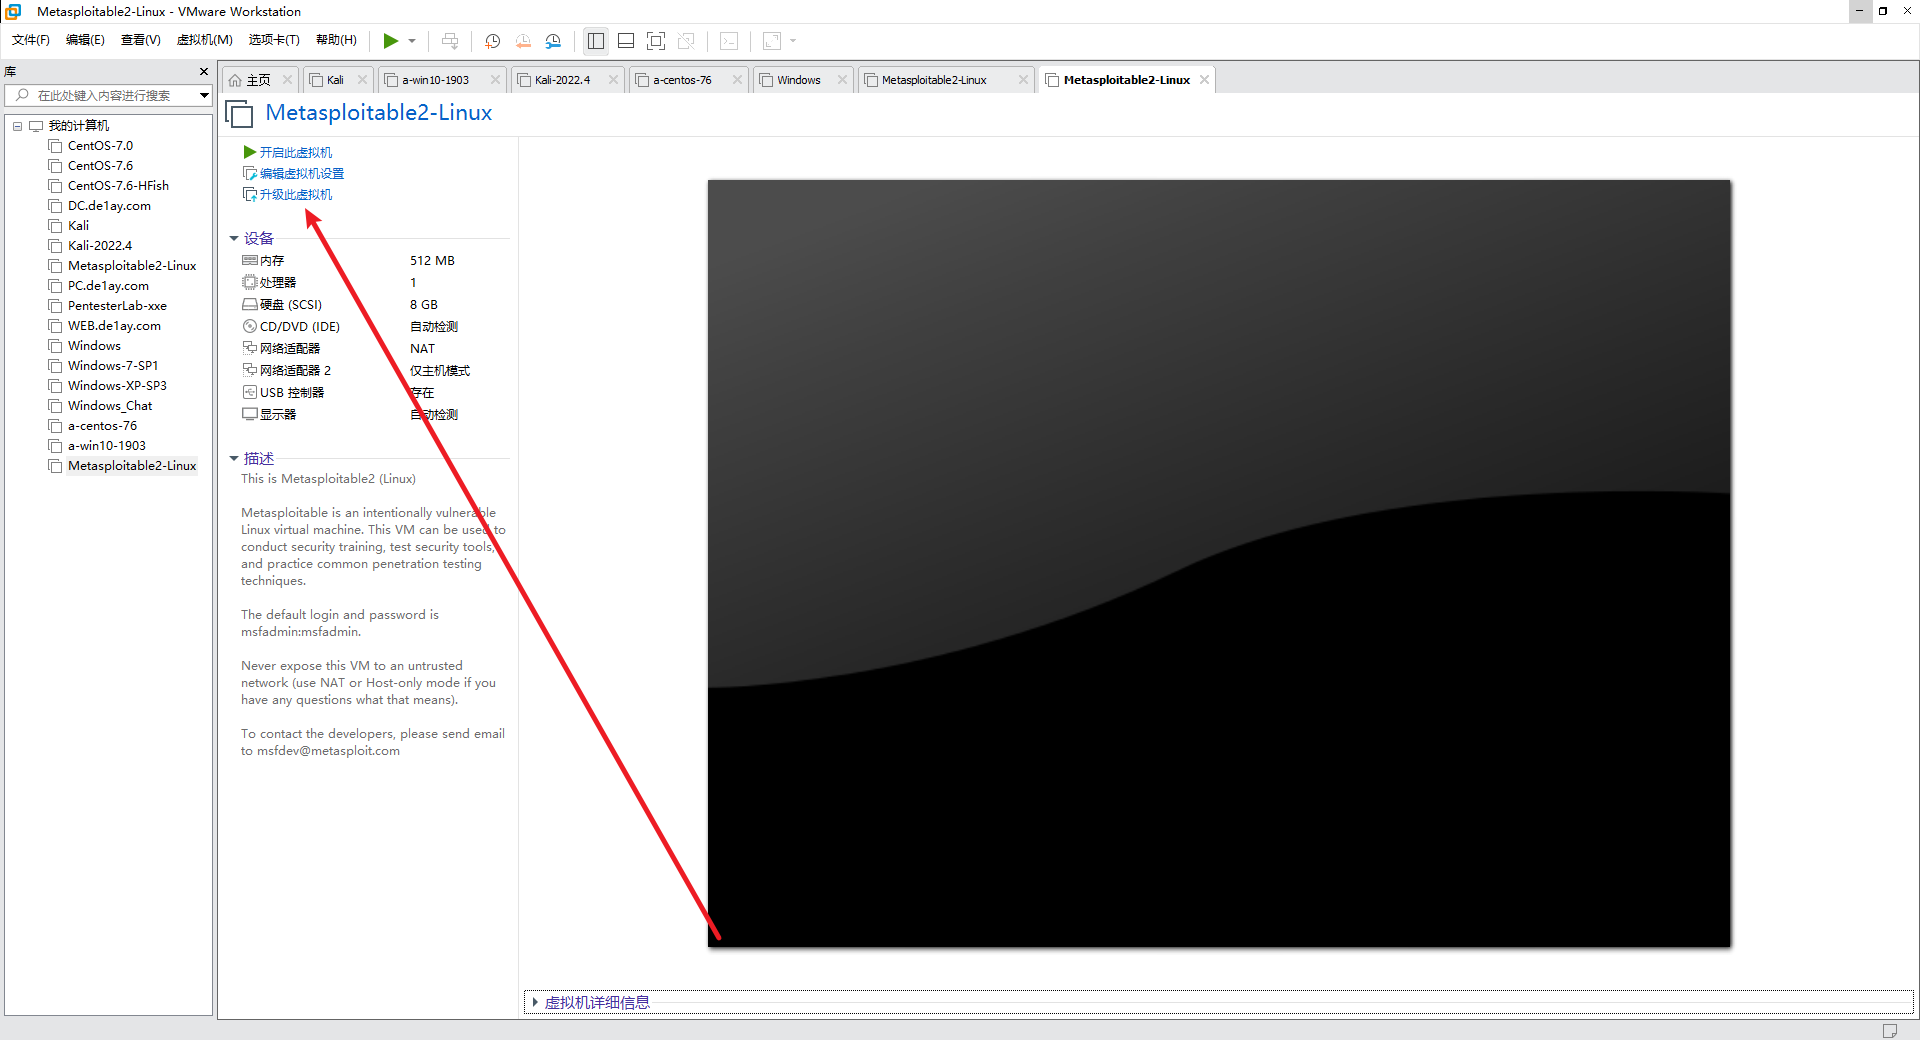 Metasploitable2-Linux - VMware Workstation
文件(F) 编辑(E) 查看(V) 虚拟机(M) 选项卡(T) 帮助(H)
库
在此处键入内容进行搜索
我的计算机
CentOS-7.0
CentOS-7.6
CentOS-7.6-HFish
DC.de1ay.com
Kali
Kali-2022.4
Metasploitable2-Linux
PC.de1ay.com
PentesterLab-xxe
WEB.de1ay.com
Windows
Windows-7-SP1
Windows-XP-SP3
Windows_Chat
a-centos-76
a-win10-1903
Metasploitable2-Linux
主页 Kali a-win10-1903 Kali-2022.4 a-centos-76 Windows Metasploitable2-Linux Metasploitable2-Linux
Metasploitable2-Linux
开启此虚拟机
编辑虚拟机设置
升级此虚拟机
设备
内存 512 MB
处理器 1
硬盘 (SCSI) 8 GB
CD/DVD (IDE) 自动检测
网络适配器 NAT
网络适配器 2 仅主机模式
USB 控制器 存在
显示器 自动检测
描述
This is Metasploitable2 (Linux)
Metasploitable is an intentionally vulnerable
Linux virtual machine. This VM can be used to
conduct security training, test security tools,
and practice common penetration testing
techniques.
The default login and password is
msfadmin:msfadmin.
Never expose this VM to an untrusted
network (use NAT or Host-only mode if you
have any questions what that means).
To contact the developers, please send email
to msfdev@metasploit.com
虚拟机详细信息